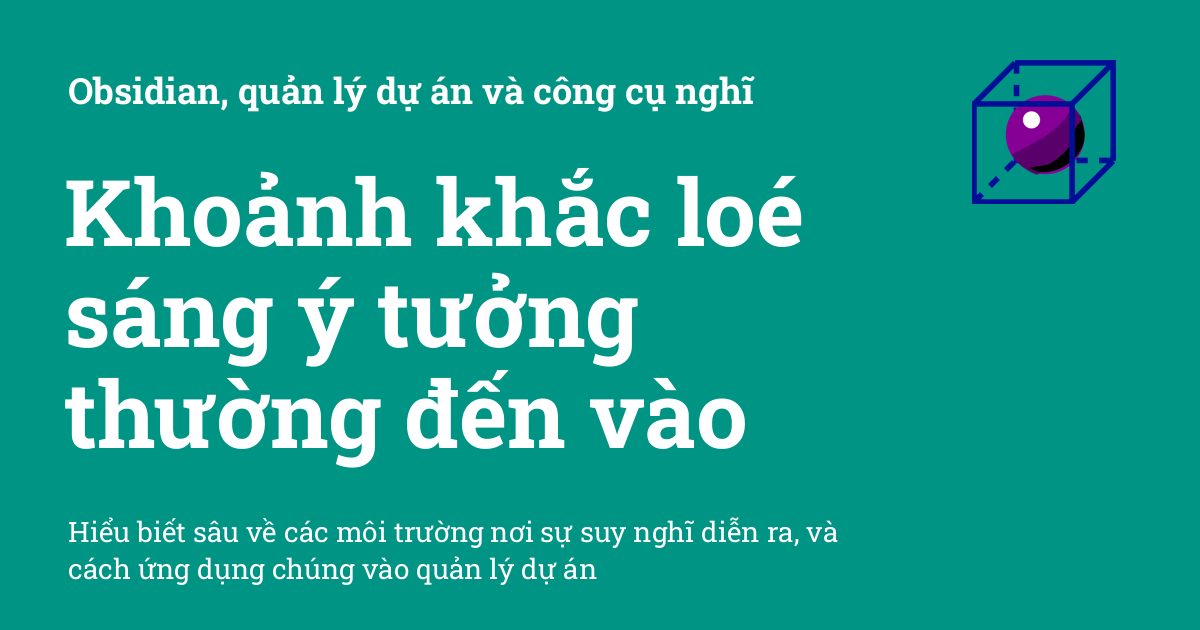 Obsidian, quản lý dự án và công cụ nghĩ
Khoảnh khắc loé
sáng ý tưởng
thường đến vào
Hiểu biết sâu về các môi trường nơi sự suy nghĩ diễn ra, và
cách ứng dụng chúng vào quản lý dự án